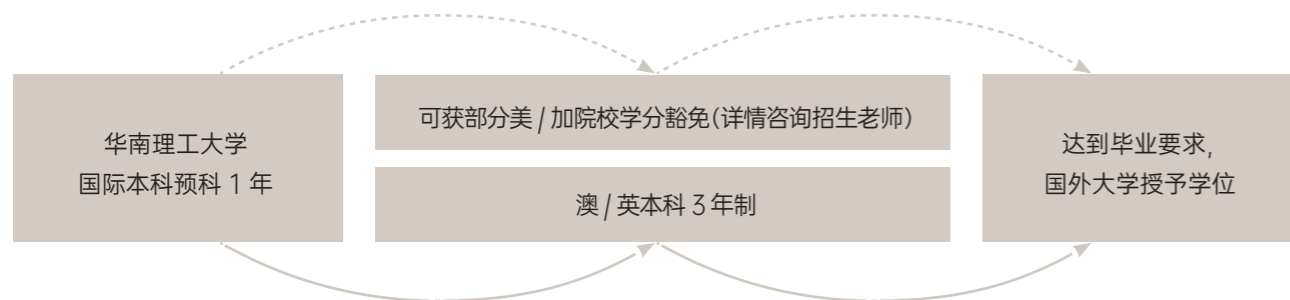 华南理工大学
国际本科预科 1 年
可获部分美 / 加院校学分豁免（详情咨询招生老师）
澳 / 英本科 3 年制
达到毕业要求，
国外大学授予学位